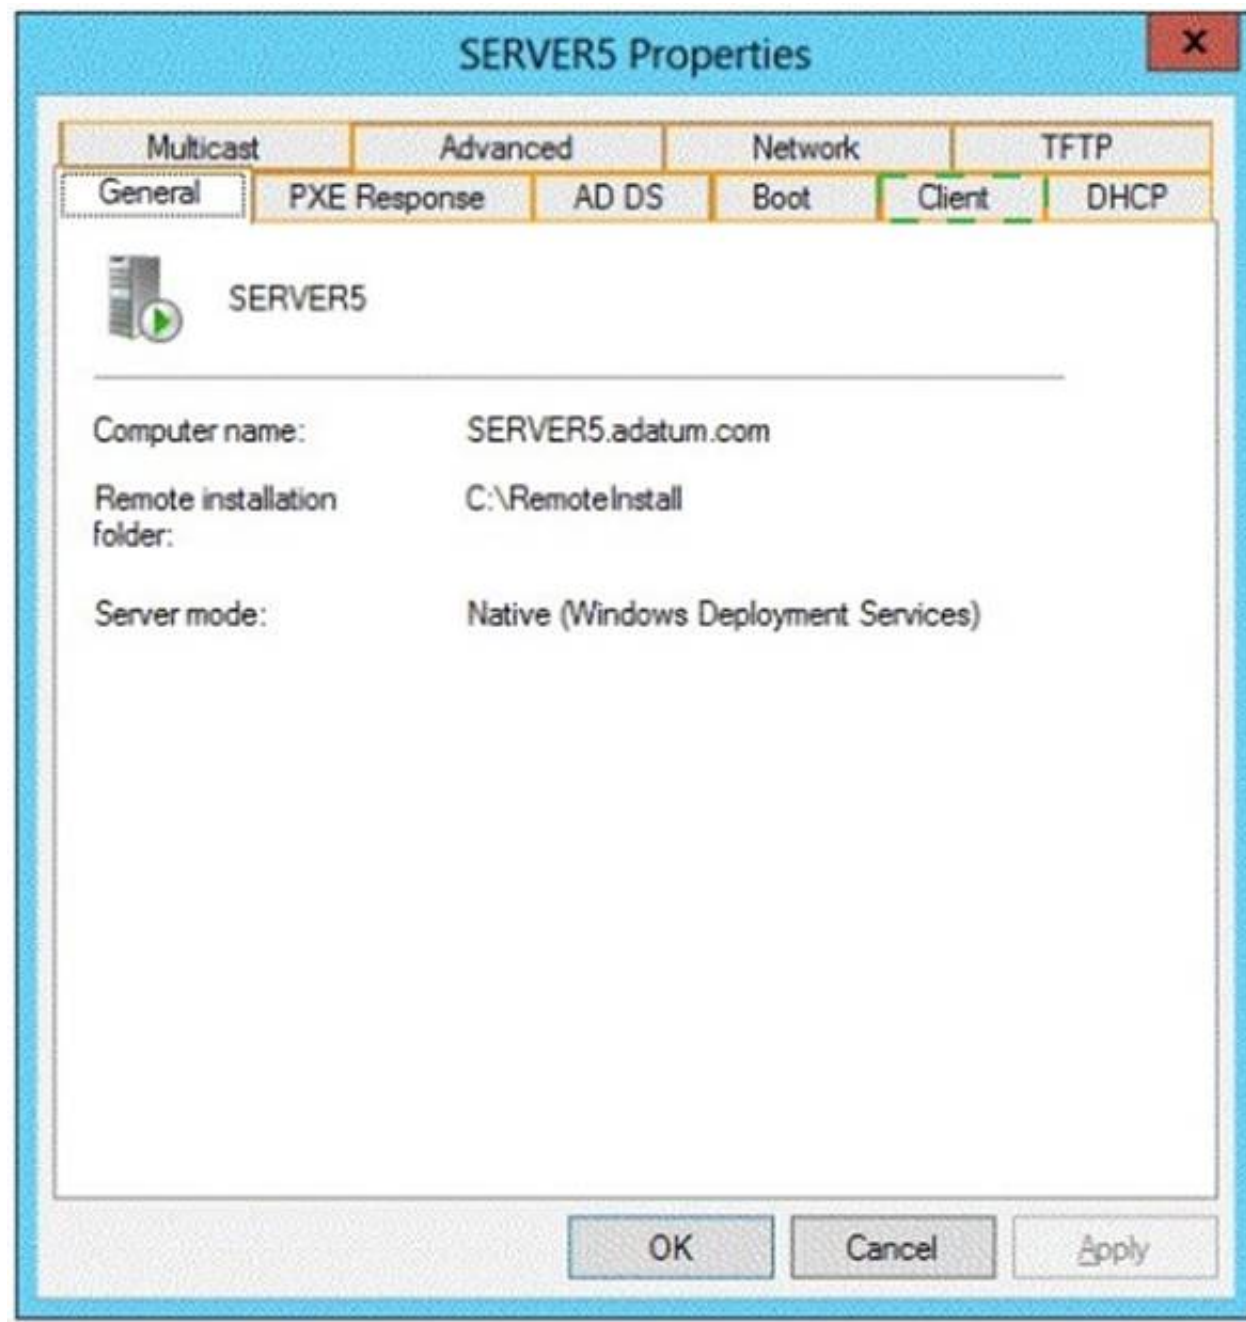 SERVER5 Properties
x
Multicast Advanced Network TFTP
General PXE Response AD DS Boot Client DHCP
SERVER5
Computer name: SERVER5.adatum.com
Remote installation C:\RemoteInstall
folder:
Server mode: Native (Windows Deployment Services)
OK Cancel Apply